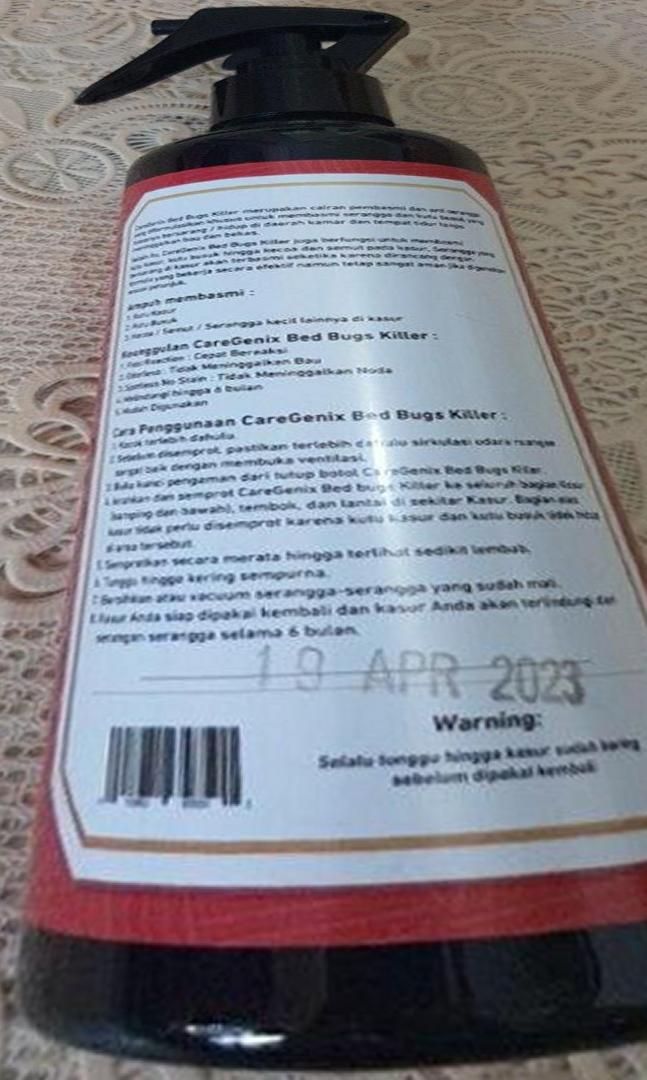 CareGenix Bed Bugs Killer merupakan cairan pembasmi dan anti serangga
yang diformulasikan khusus untuk membasmi serangga dan kutu busuk yang
bersarang / hidup di daerah kamar dan tempat tidur tanpa
bau dan
CareGenix Bed Bugs Killer juga berfungsi untuk membasmi
kutu busuk hingga kecoa dan semut pada kasur. Serangga yang
bersarang di kasur akan terbasmi seketika karena dirancang dengan
formula yang bekerja secara efektif namun tetap sangat aman jika digunakan
sesuai petunjuk.
Ampuh membasmi :
1. Kutu Kasur
2. Kutu Busuk
3. Kecoa / Semut / Serangga kecil lainnya di kasur
Keunggulan CareGenix Bed Bugs Killer :
1. Fast Reaction : Cepat Bereaksi
2. Odorless : Tidak Meninggalkan Bau
3. Stainless No Stain : Tidak Meninggalkan Noda
4. Melindungi hingga 6 bulan
5. Mudah Digunakan
Cara Penggunaan CareGenix Bed Bugs Killer :
1. Kocok terlebih dahulu.
2. Sebelum disemprot, pastikan terlebih dahulu sirkulasi udara ruangan
sangat baik dengan membuka ventilasi.
3. Buka kunci pengaman dari tutup botol CareGenix Bed Bugs Killer.
4. Arahkan dan semprot CareGenix Bed bugs Killer ke seluruh bagian Kasur
(samping dan bawah), tembok, dan lantai di sekitar Kasur. Bagian atas
kasur tidak perlu disemprot karena kutu kasur dan kutu busuk tidak hidup
di area tersebut.
5. Semprotkan secara merata hingga terlihat sedikit lembab.
6. Tunggu hingga kering sempurna.
7. Bersihkan atau vacuum serangga-serangga yang sudah mati.
8. Kasur Anda siap dipakai kembali dan kasur Anda akan terlindungi dari
serangan serangga selama 6 bulan.
19 APR 2023
Warning:
Selalu tunggu hingga kasur sudah kering
sebelum dipakai kembali